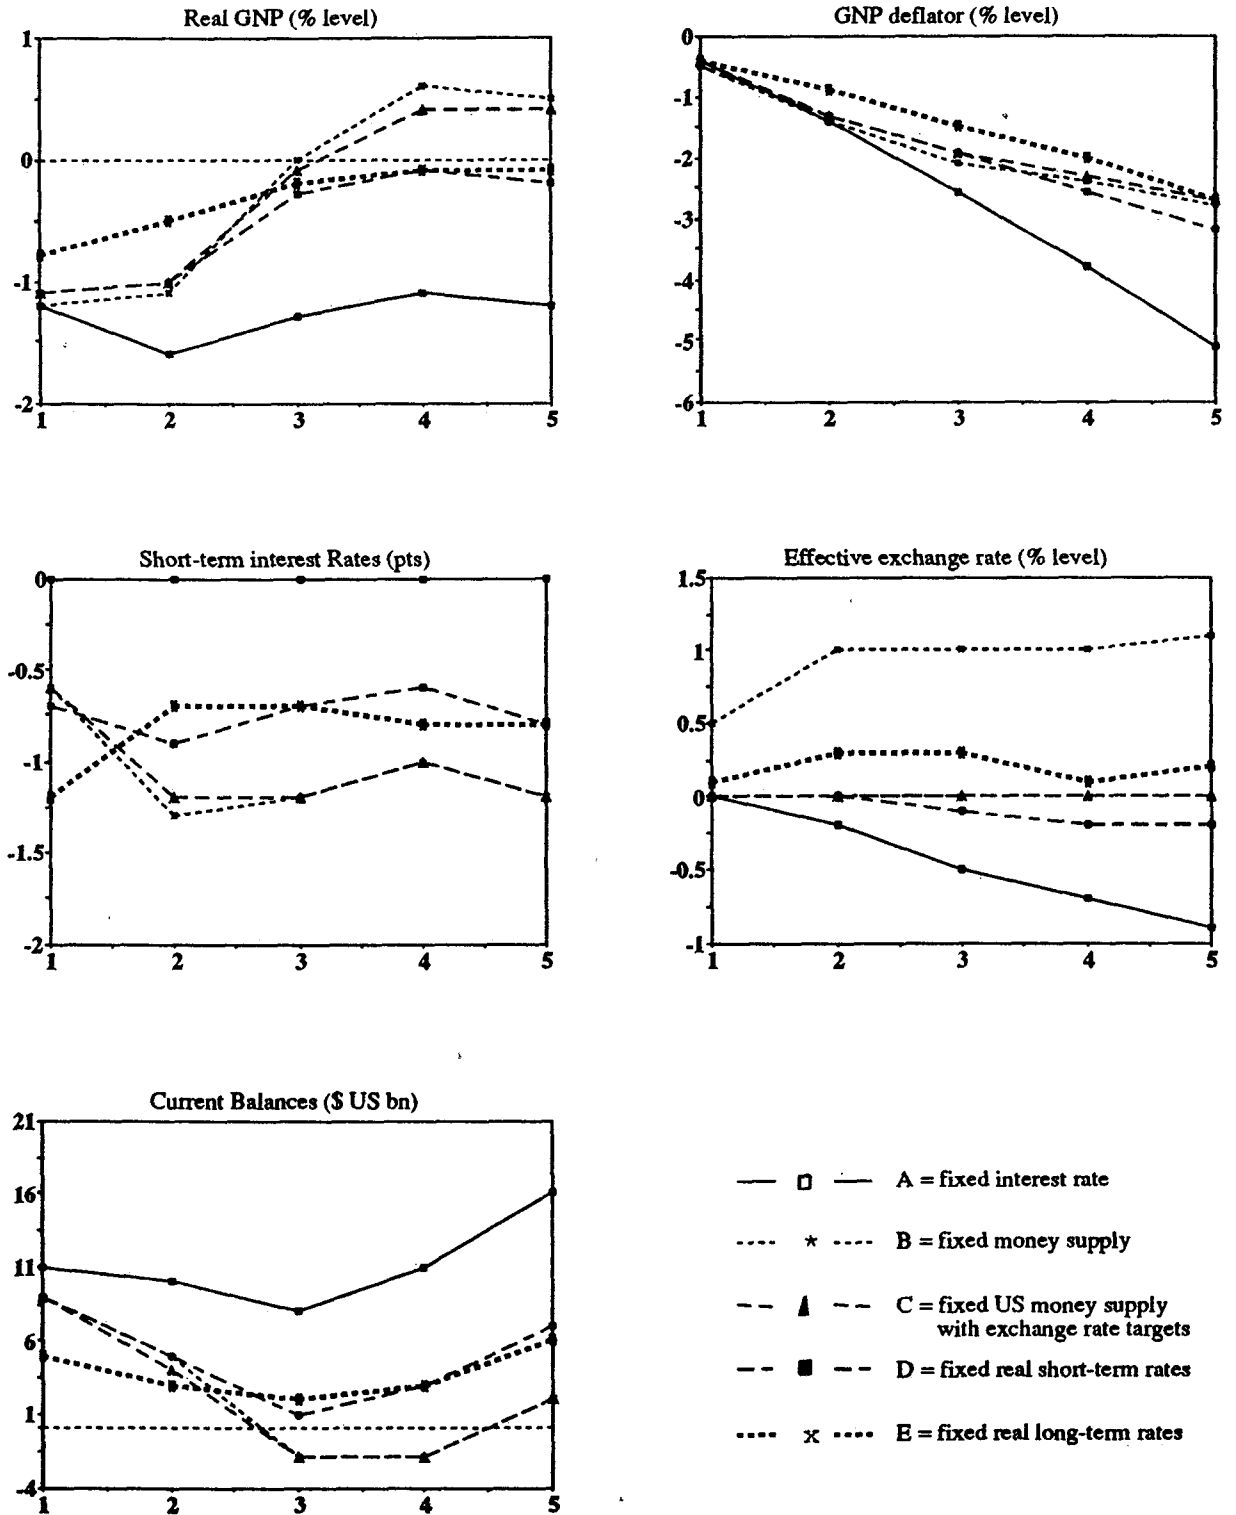 Real GNP (% level)
1
0
-1
-2
1 2 3 4 5
GNP deflator (% level)
0
-1
-2
-3
-4
-5
-6
1 2 3 4 5
Short-term interest Rates (pts)
0
-0.5
-1
-1.5
-2
1 2 3 4 5
Effective exchange rate (% level)
1.5
1
0.5
0
-0.5
-1
1 2 3 4 5
Current Balances ($ US bn)
21
16
11
6
1
-4
1 2 3 4 5
A = fixed interest rate
B = fixed money supply
C = fixed US money supply
with exchange rate targets
D = fixed real short-term rates
E = fixed real long-term rates